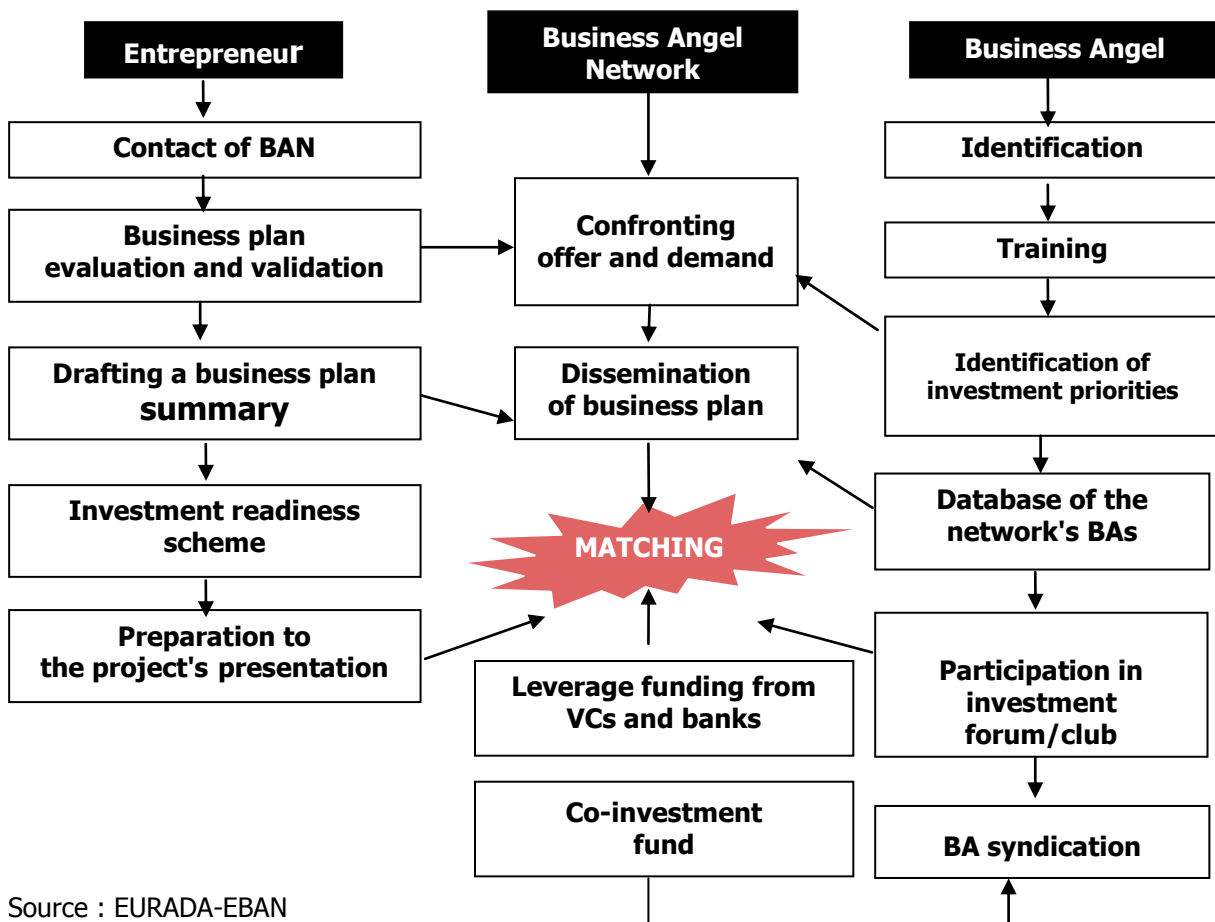 Entrepreneur
Contact of BAN
Business plan
evaluation and validation
Drafting a business plan
summary
Investment readiness
scheme
Preparation to
the project's presentation
Business Angel
Network
Confronting
offer and demand
Dissemination
of business plan
MATCHING
Leverage funding from
VCs and banks
Co-investment
fund
Business Angel
Identification
Training
Identification of
investment priorities
Database of the
network's BAs
Participation in
investment
forum/club
BA syndication
Source : EURADA-EBAN